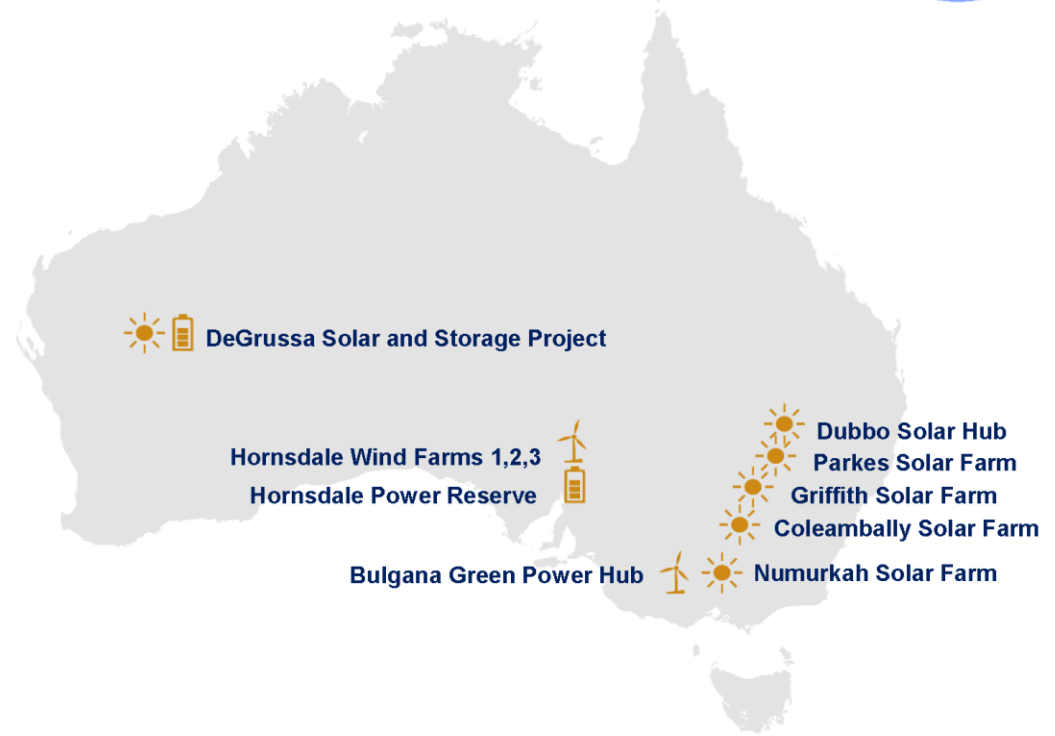 DeGrussa Solar and Storage Project
Dubbo Solar Hub
Hornsdale Wind Farms 1,2,3
Parkes Solar Farm
Hornsdale Power Reserve
Griffith Solar Farm
Coleambally Solar Farm
Bulgana Green Power Hub
Numurkah Solar Farm